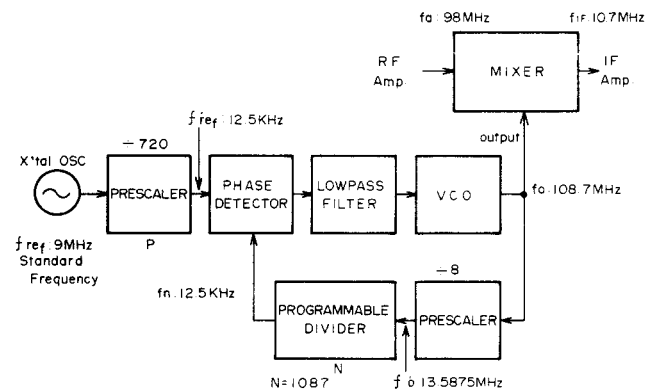 fa : 98MHz
fIF : 10.7MHz
RF
Amp.
MIXER
IF
Amp.
output
f'ref : 12.5KHz
÷720
X'tal OSC
PRESCALER
P
PHASE
DETECTOR
LOWPASS
FILTER
VCO
fo : 108.7MHz
fref : 9MHz
Standard
Frequency
fn : 12.5KHz
PROGRAMMABLE
DIVIDER
N
N=1087
÷8
PRESCALER
f'o 13.5875MHz